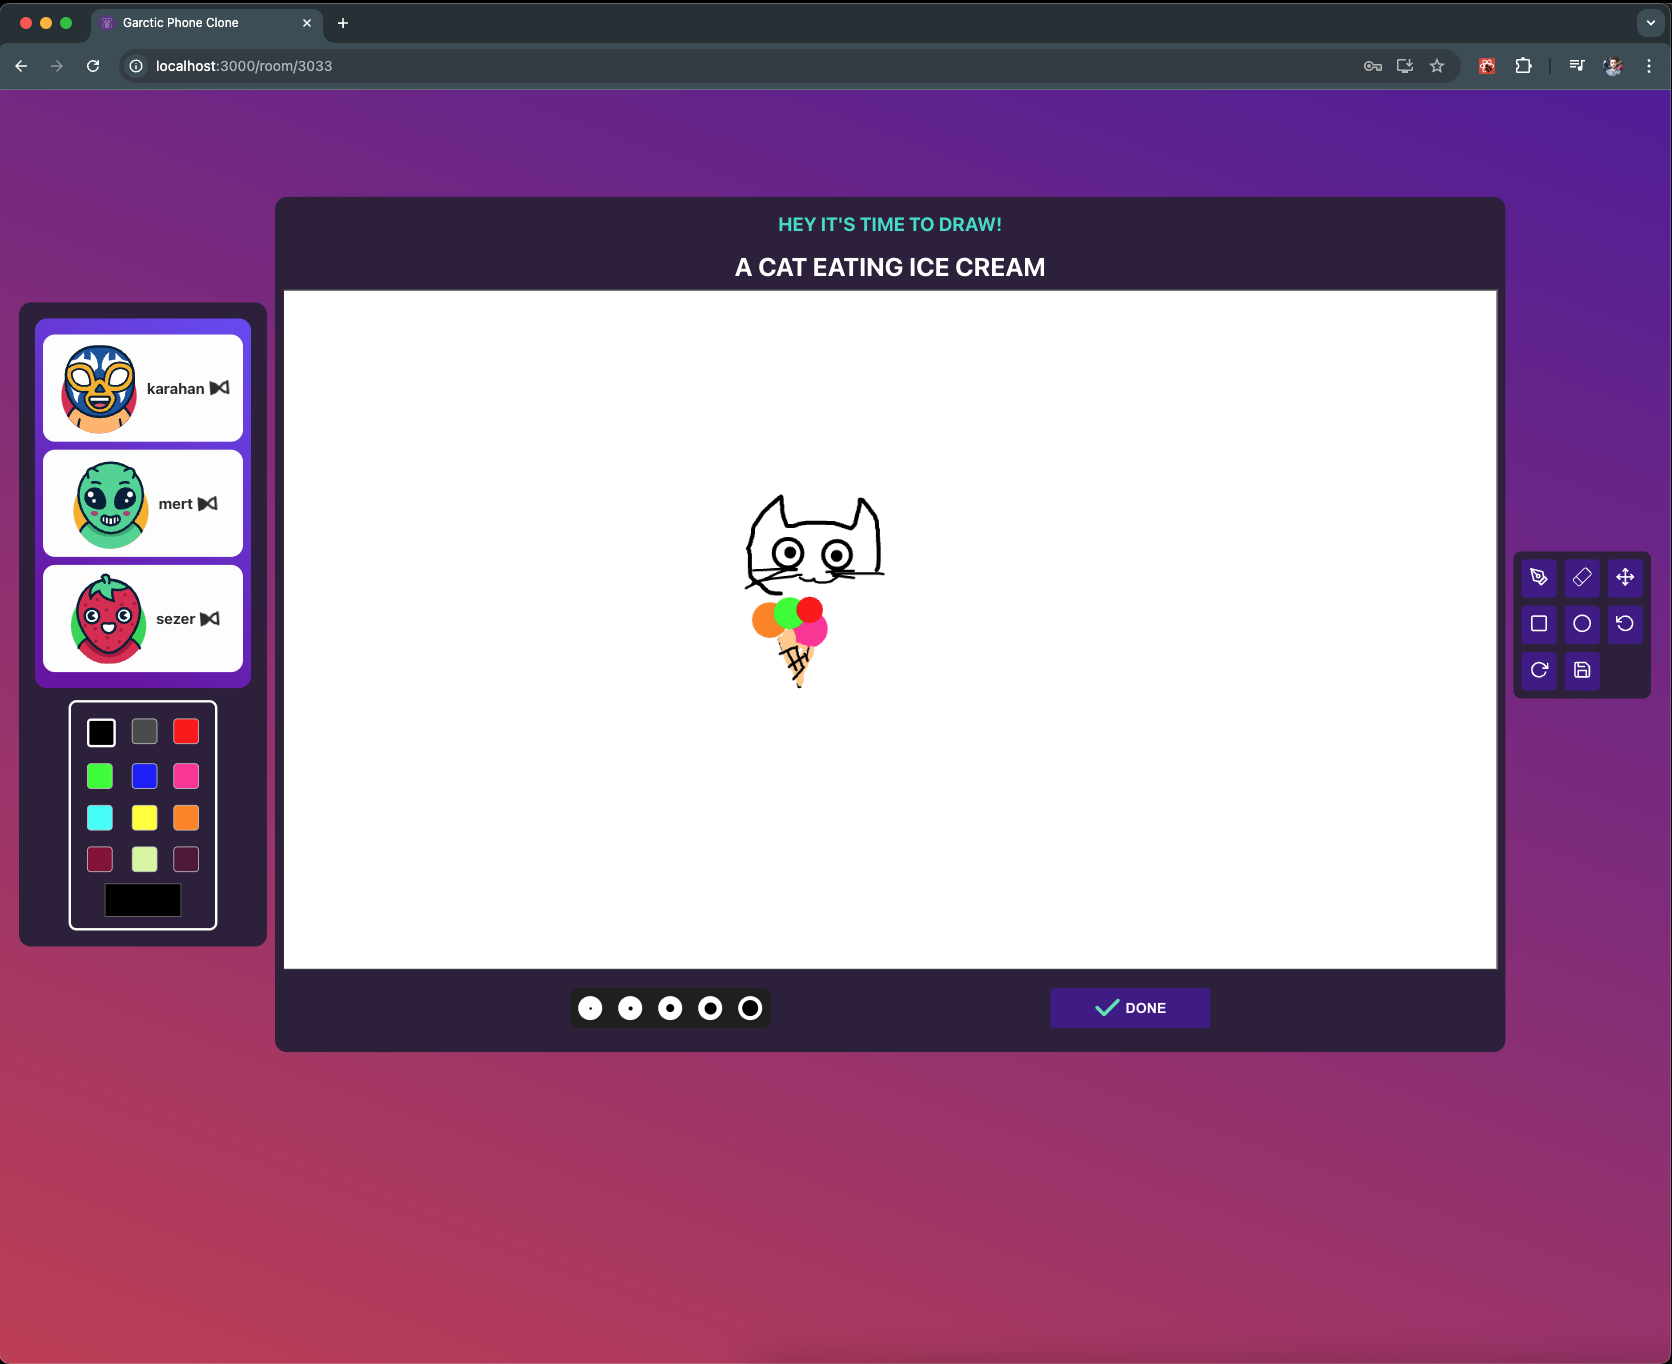 Garctic Phone Clone
localhost:3000/room/3033
HEY IT'S TIME TO DRAW!
A CAT EATING ICE CREAM
karahan
mert
sezer
DONE